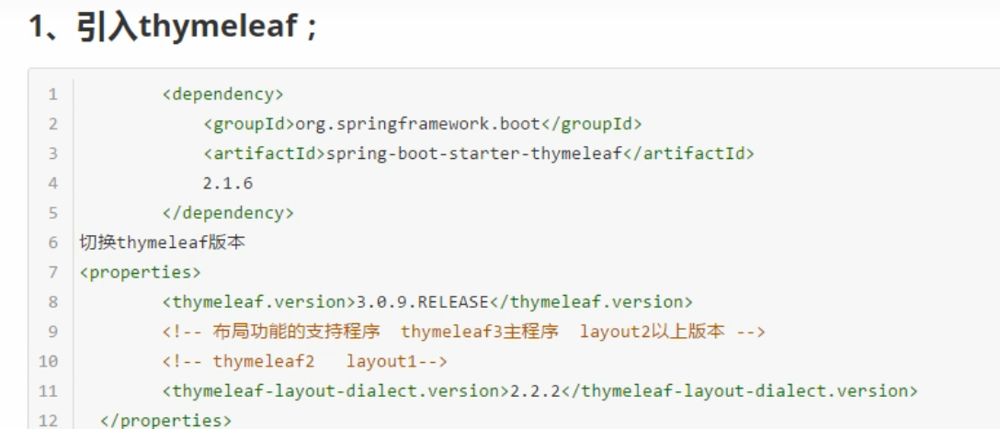 1、引入thymeleaf；
1 <dependency>
2 <groupId>org.springframework.boot</groupId>
3 <artifactId>spring-boot-starter-thymeleaf</artifactId>
4 2.1.6
5 </dependency>
6 切换thymeleaf版本
7 <properties>
8 <thymeleaf.version>3.0.9.RELEASE</thymeleaf.version>
9 <!-- 布局功能的支持程序  thymeleaf3主程序  layout2以上版本 -->
10 <!-- thymeleaf2   layout1-->
11 <thymeleaf-layout-dialect.version>2.2.2</thymeleaf-layout-dialect.version>
12 </properties>